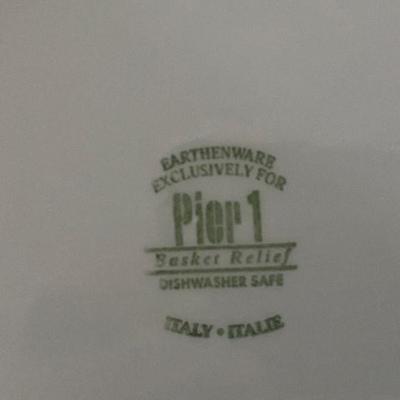 EARTHENWARE
EXCLUSIVELY FOR
Pier 1
Basket Relief
DISHWASHER SAFE
ITALY • ITALIE